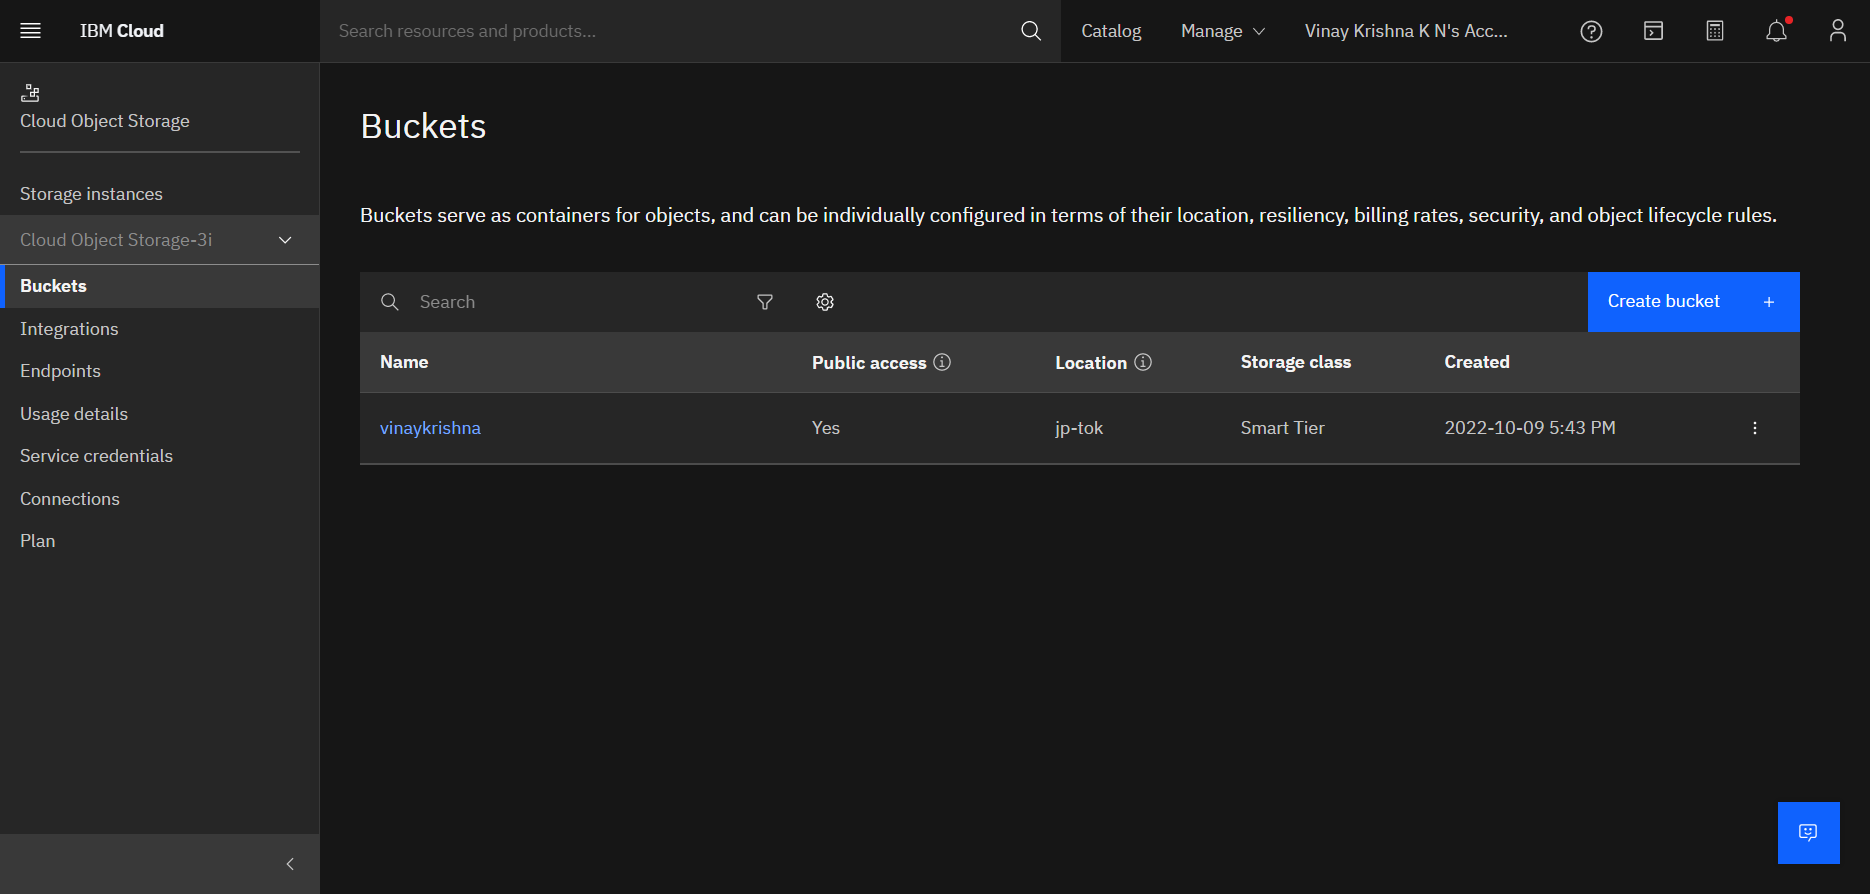 IBM Cloud
Search resources and products...
Catalog
Manage
Vinay Krishna K N's Acc...
Cloud Object Storage
Storage instances
Cloud Object Storage-3i
Buckets
Integrations
Endpoints
Usage details
Service credentials
Connections
Plan
Buckets
Buckets serve as containers for objects, and can be individually configured in terms of their location, resiliency, billing rates, security, and object lifecycle rules.
Search
Create bucket +
Name Public access Location Storage class Created
vinaykrishna Yes jp-tok Smart Tier 2022-10-09 5:43 PM